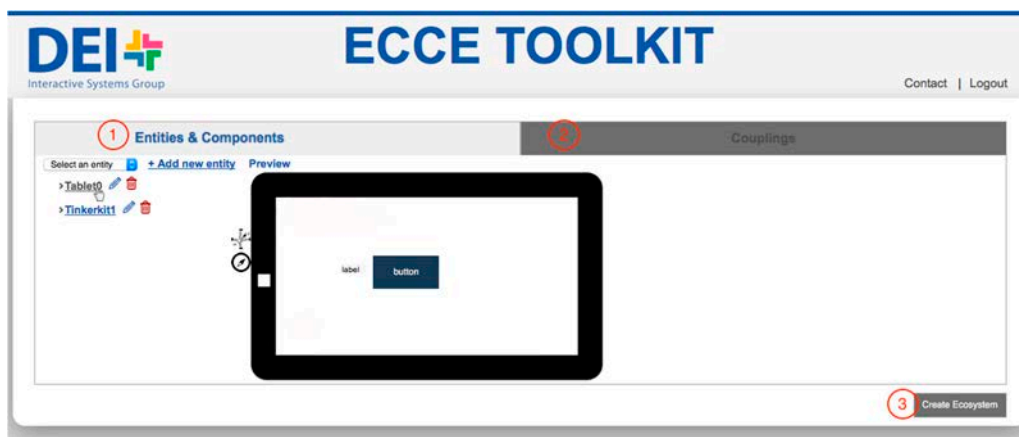 DEI
Interactive Systems Group
ECCE TOOLKIT
Contact | Logout
1 Entities & Components
2 Couplings
Select an entity + Add new entity Preview
>Tablet0
>Tinkerkit1
label button
3 Create Ecosystem